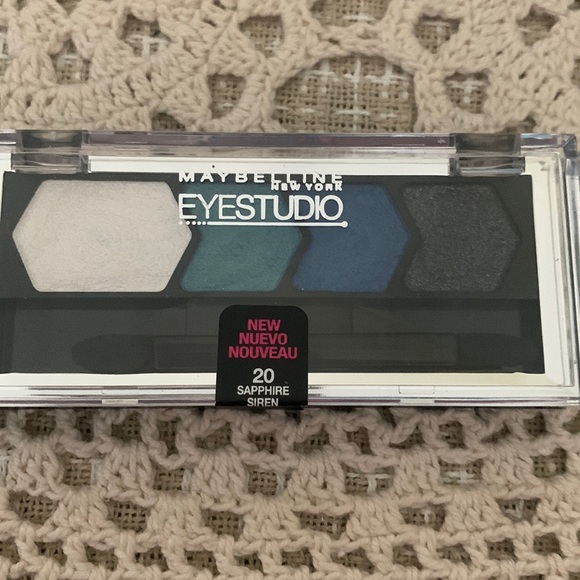 MAYBELLINE
NEW YORK
EYESTUDIO
NEW
NUEVO
NOUVEAU
20
SAPPHIRE
SIREN